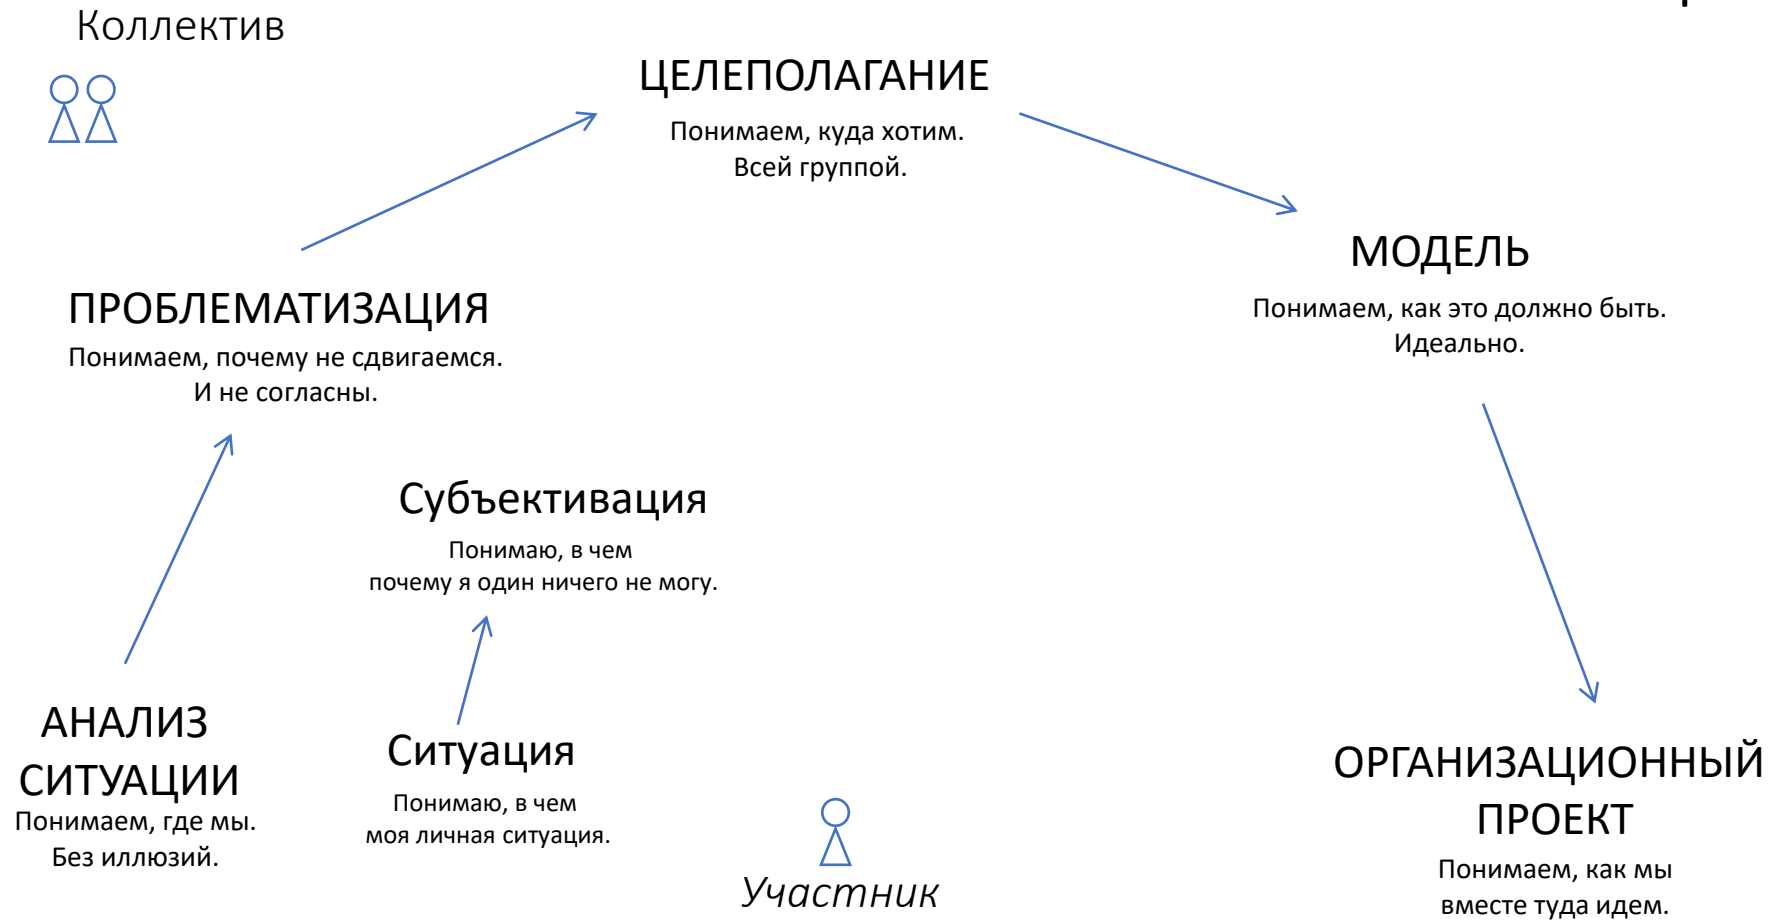 Коллектив
ЦЕЛЕПОЛАГАНИЕ
Понимаем, куда хотим.
Всей группой.
МОДЕЛЬ
Понимаем, как это должно быть.
Идеально.
ПРОБЛЕМАТИЗАЦИЯ
Понимаем, почему не сдвигаемся.
И не согласны.
Субъективация
Понимаю, в чем
почему я один ничего не могу.
АНАЛИЗ
СИТУАЦИИ
Понимаем, где мы.
Без иллюзий.
Ситуация
Понимаю, в чем
моя личная ситуация.
Участник
ОРГАНИЗАЦИОННЫЙ
ПРОЕКТ
Понимаем, как мы
вместе туда идем.